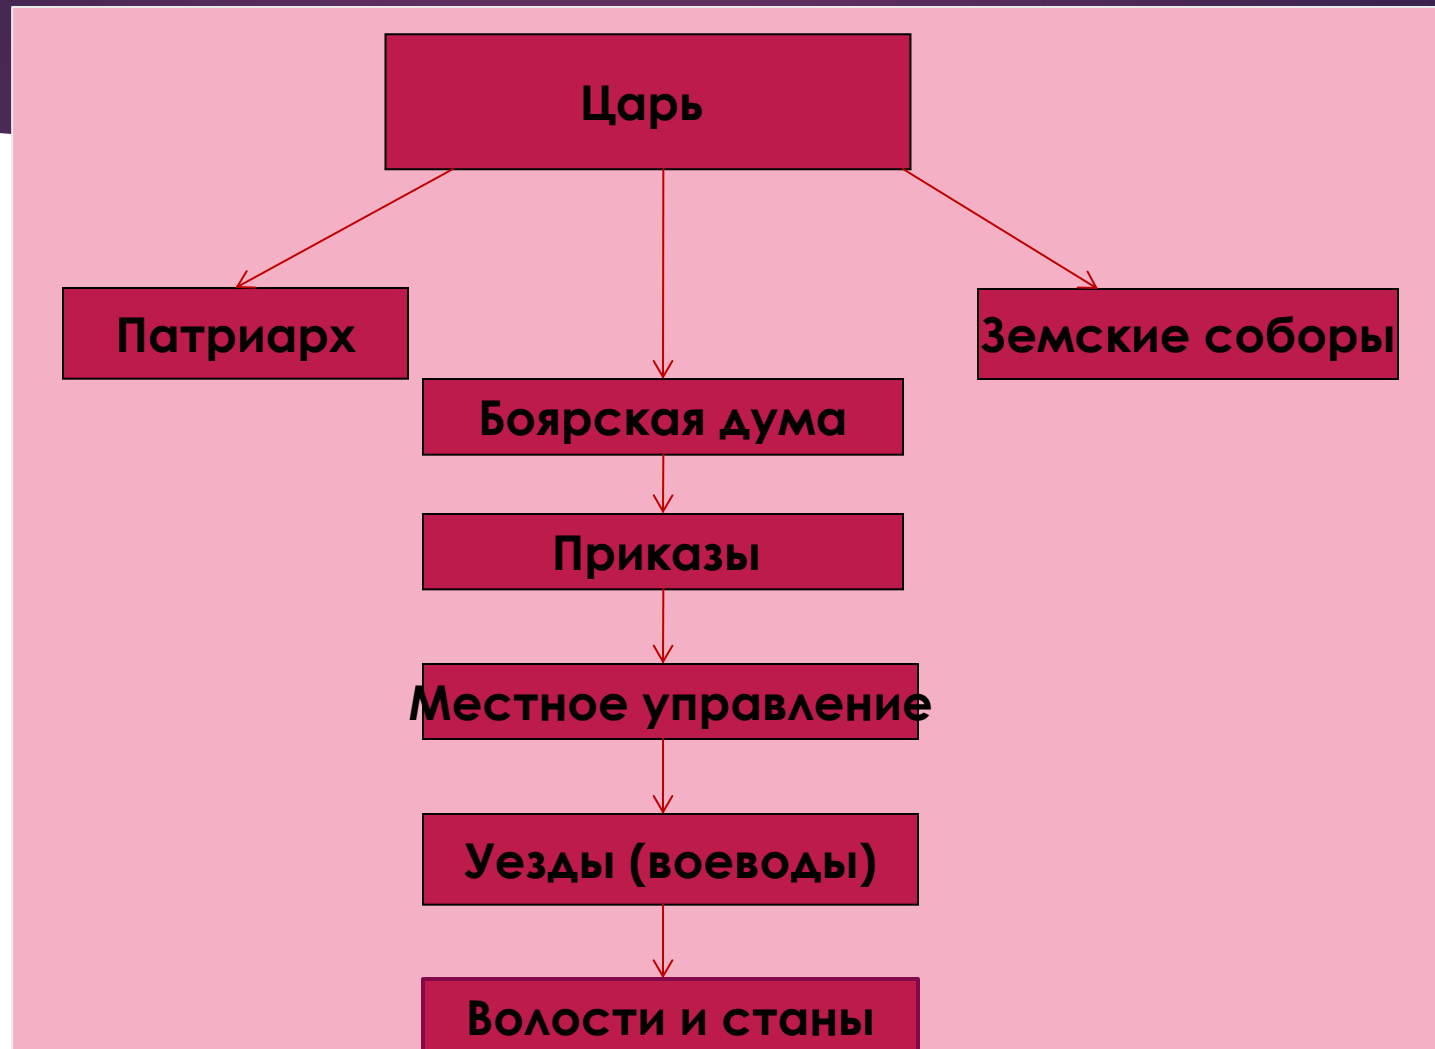 Царь
Патриарх
Земские соборы
Боярская дума
Приказы
Местное управление
Уезды (воеводы)
Волости и станы